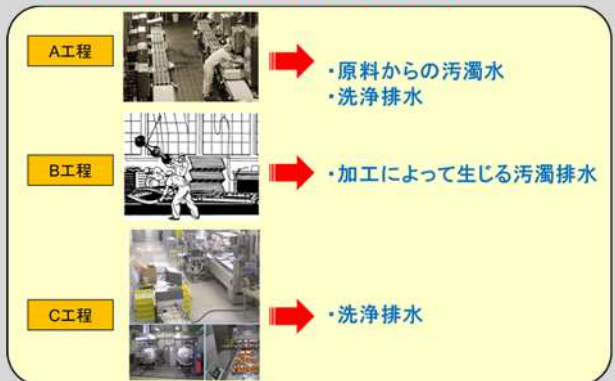 A工程
・原料からの汚濁水
・洗浄排水
B工程
・加工によって生じる汚濁排水
C工程
・洗浄排水